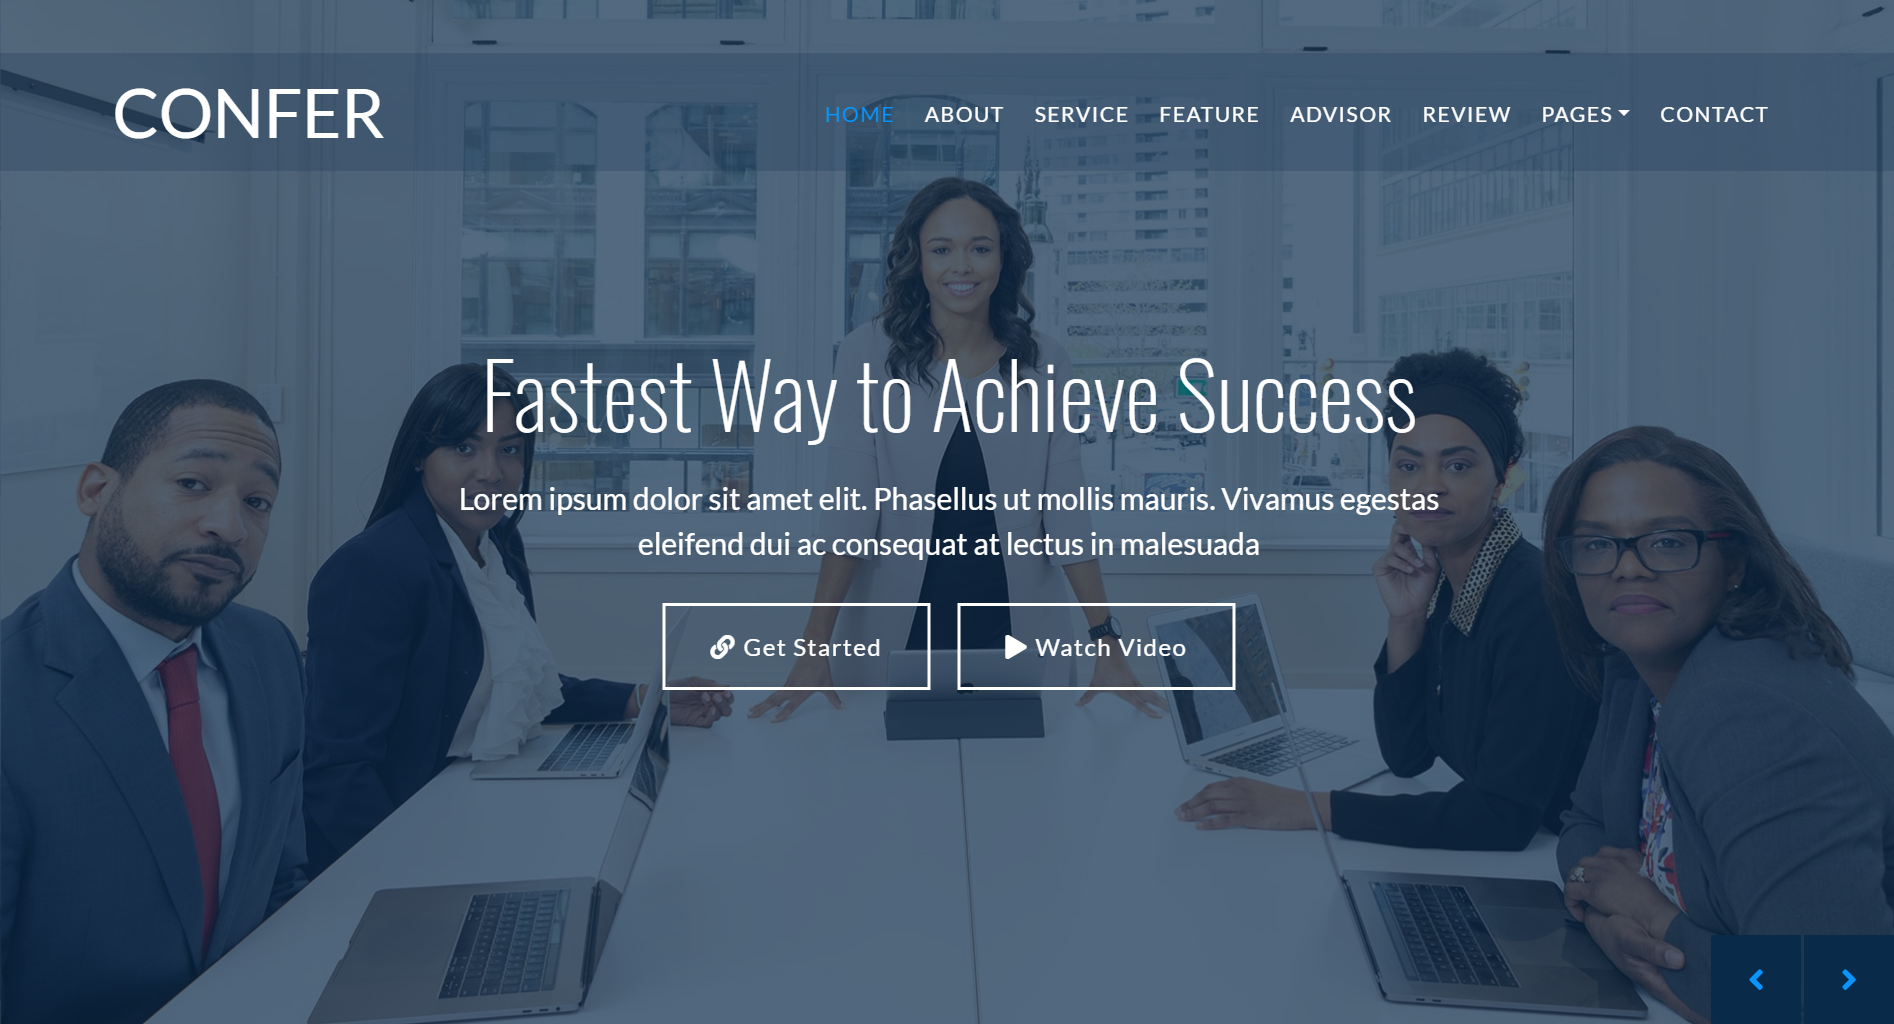 CONFER
HOME ABOUT SERVICE FEATURE ADVISOR REVIEW PAGES CONTACT
Fastest Way to Achieve Success
Lorem ipsum dolor sit amet elit. Phasellus ut mollis mauris. Vivamus egestas
eleifend dui ac consequat at lectus in malesuada
Get Started Watch Video